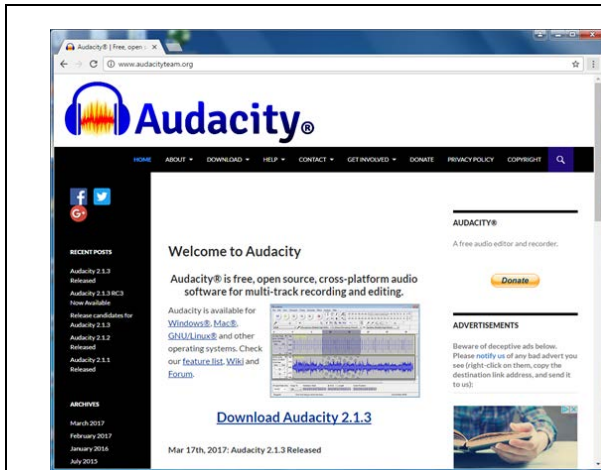 Audacity® | Free, open
www.audacityteam.org
Audacity®
HOME ABOUT DOWNLOAD HELP CONTACT GET INVOLVED DONATE PRIVACY POLICY COPYRIGHT
RECENT POSTS
Audacity 2.1.3
Released
Audacity 2.1.3 RC3
Now Available
Release candidates for
Audacity 2.1.3
Audacity 2.1.2
Released
Audacity 2.1.1
Released
ARCHIVES
March 2017
February 2017
January 2016
July 2015
Welcome to Audacity
Audacity® is free, open source, cross-platform audio
software for multi-track recording and editing.
Audacity is available for
Windows®, Mac®,
GNU/Linux® and other
operating systems. Check
our feature list, Wiki and
Forum.
Download Audacity 2.1.3
Mar 17th, 2017: Audacity 2.1.3 Released
AUDACITY®
A free audio editor and recorder.
Donate
ADVERTISEMENTS
Beware of deceptive ads below.
Please notify us of any bad advert you
see (right-click on them, copy the
destination link address, and send it
to us):